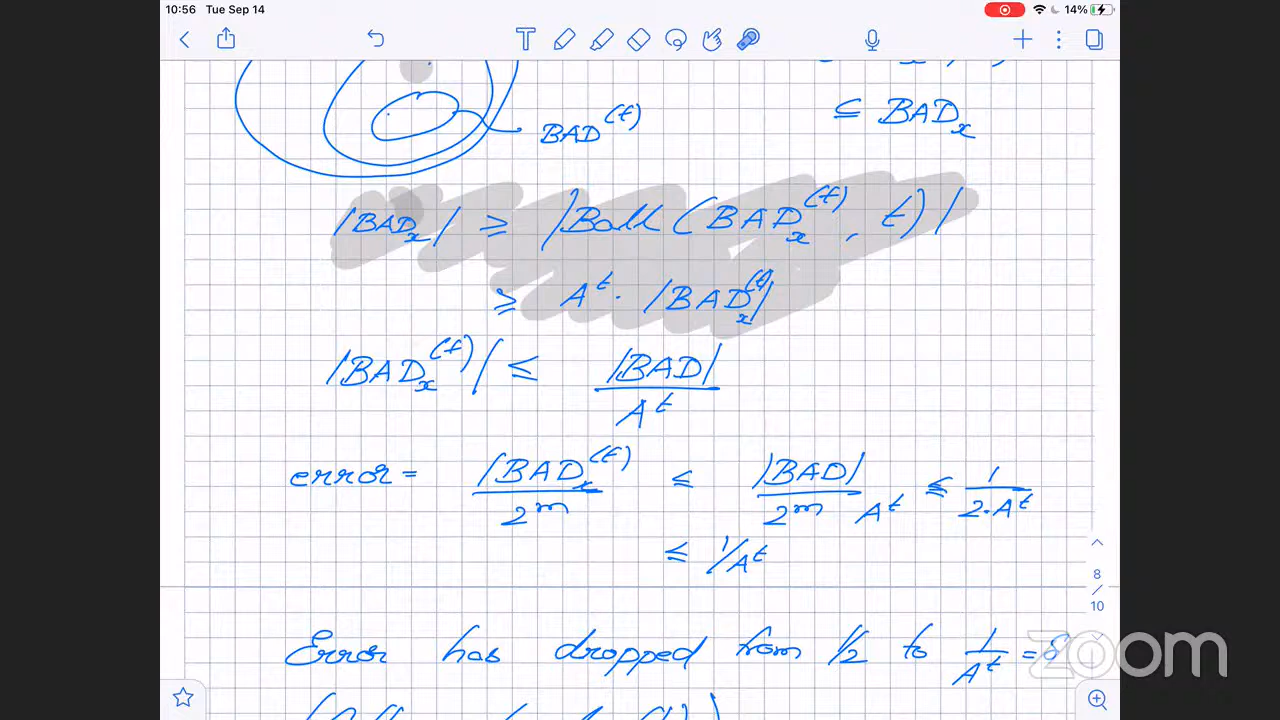 10:56 Tue Sep 14 14%
T
BAD^(t)
⊆ BAD_x
|BAD_x| ≥ |Ball(BAD_x^(t), t)|
≥ A^t · |BAD_x^(t)|
|BAD_x^(t)| ≤ |BAD| / A^t
error = |BAD_x^(t)| / 2^m ≤ |BAD| / 2^m A^t ≤ 1 / 2·A^t
≤ 1/A^t
8 / 10
Error has dropped from 1/2 to 1/A^t =
zoom